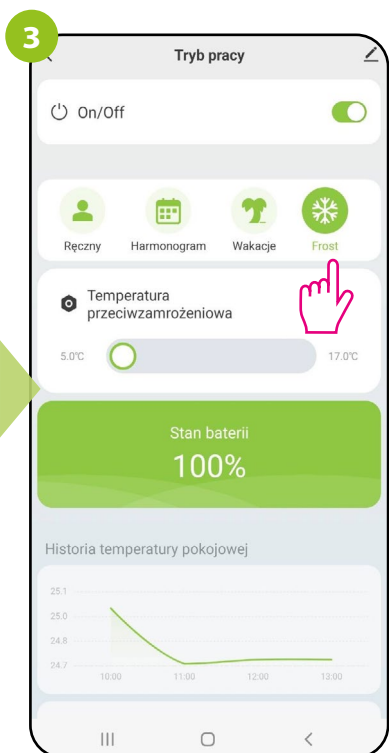 3
Tryb pracy
On/Off
Ręczny Harmonogram Wakacje Frost
Temperatura
przeciwzamrożeniowa
5.0°C 17.0°C
Stan baterii
100%
Historia temperatury pokojowej
25.1
25.0
24.8
24.7
10:00 11:00 12:00 13:00